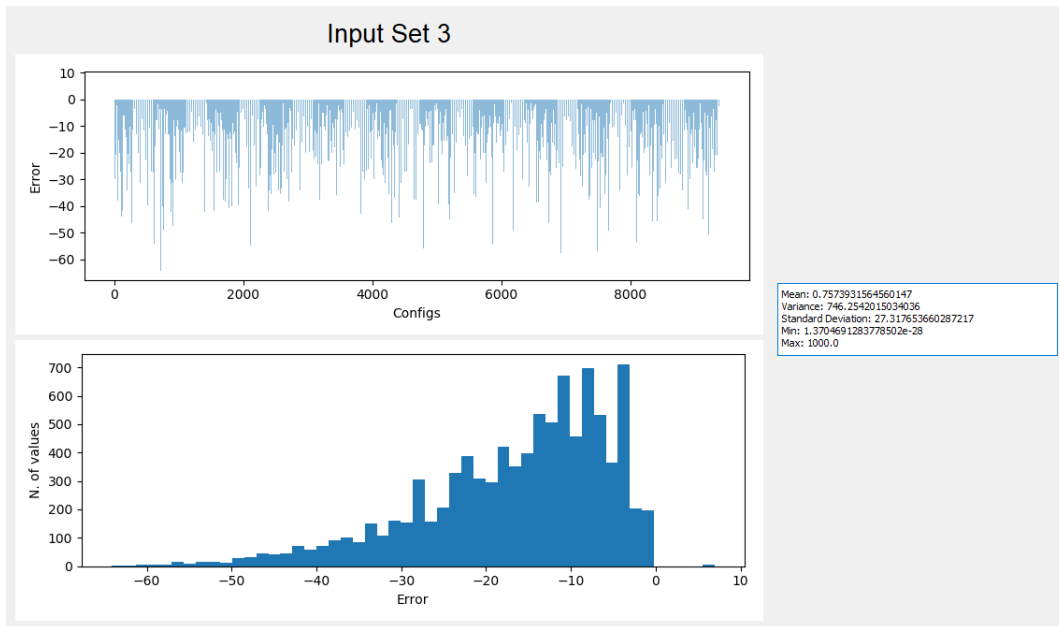 Input Set 3
10
0
−10
−20
−30
−40
−50
−60
Error
0 2000 4000 6000 8000
Configs
Mean: 0.7573931564560147
Variance: 746.2542015034036
Standard Deviation: 27.317653660287217
Min: 1.3704691283778502e-28
Max: 1000.0
700
600
500
400
300
200
100
0
N. of values
−60 −50 −40 −30 −20 −10 0 10
Error